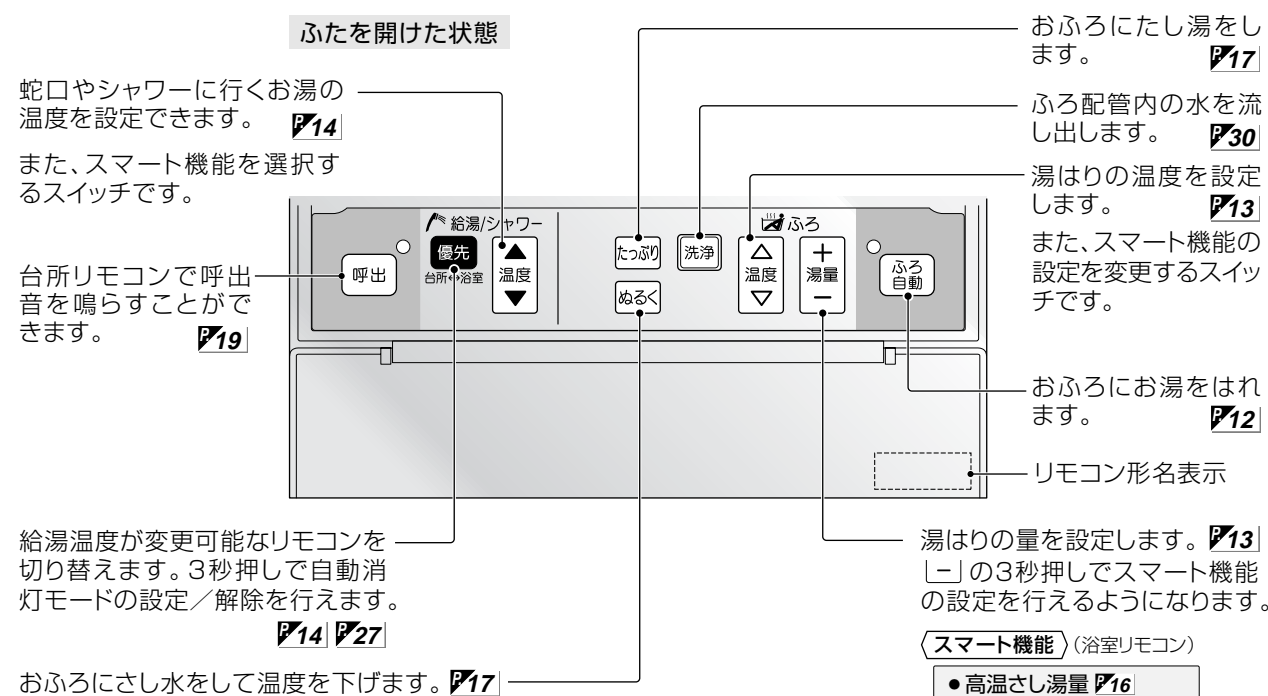 ふたを開けた状態
蛇口やシャワーに行くお湯の
温度を設定できます。 P.14
また、スマート機能を選択す
るスイッチです。
台所リモコンで呼出
音を鳴らすことがで
きます。 P.19
おふろにたし湯をし
ます。 P.17
ふろ配管内の水を流
し出します。 P.30
湯はりの温度を設定
します。 P.13
また、スマート機能の
設定を変更するスイッ
チです。
給湯/シャワー
ふろ
呼出
優先
台所↔浴室
▲
温度
▼
たっぷり
ぬるく
洗浄
△
温度
▽
+
湯量
−
ふろ
自動
おふろにお湯をはれ
ます。 P.12
リモコン形名表示
給湯温度が変更可能なリモコンを
切り替えます。3秒押しで自動消
灯モードの設定／解除を行えます。
P.14 P.27
おふろにさし水をして温度を下げます。 P.17
湯はりの量を設定します。 P.13
− の3秒押しでスマート機能
の設定を行えるようになります。
〈スマート機能〉(浴室リモコン)
●高温さし湯量 P.16